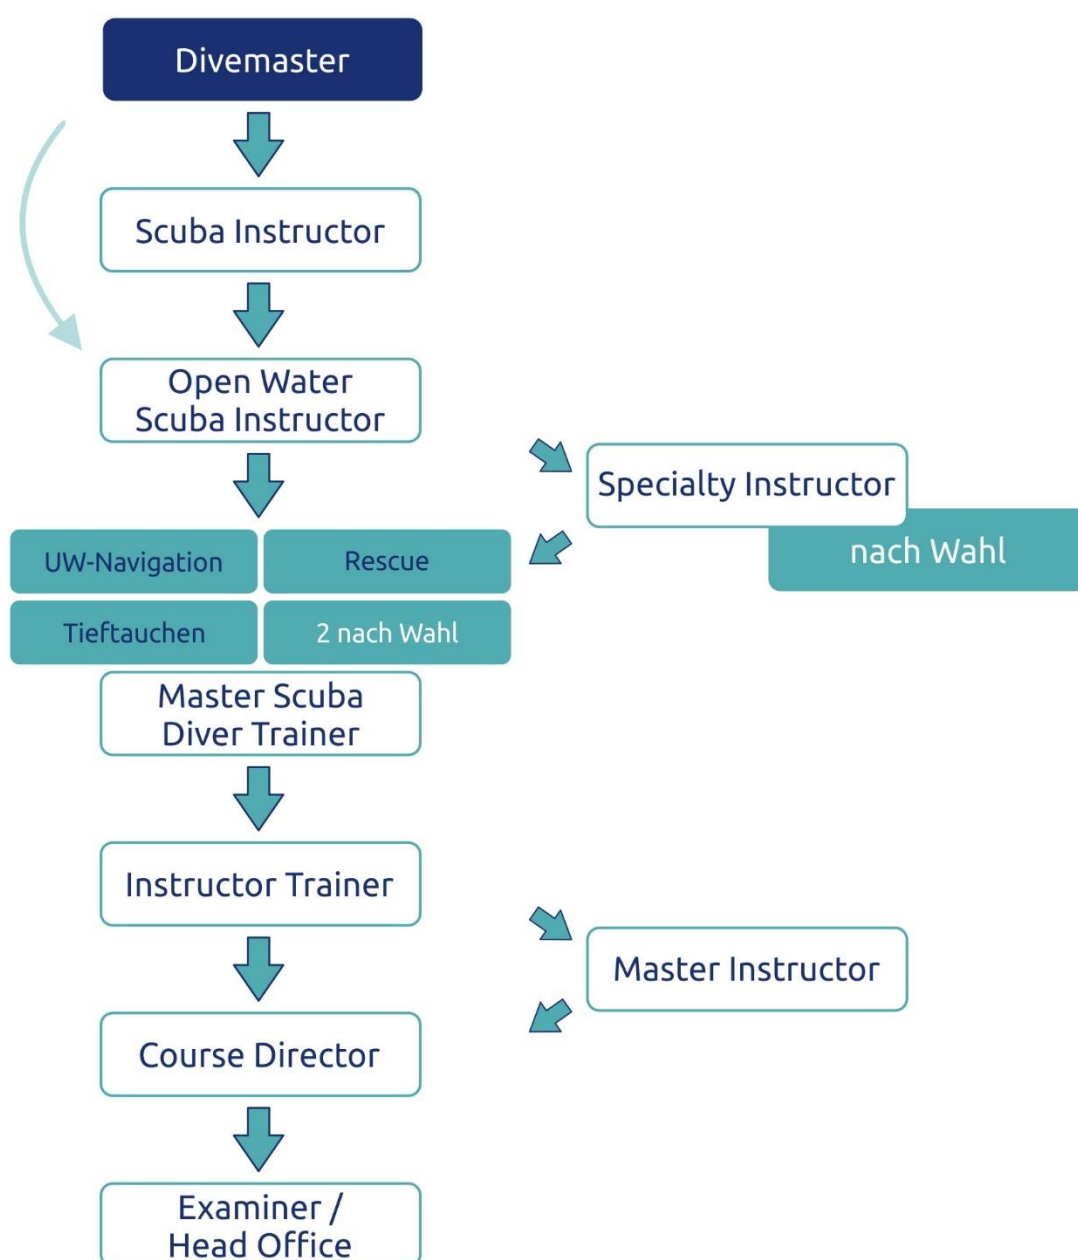 Divemaster
Scuba Instructor
Open Water
Scuba Instructor
Specialty Instructor
nach Wahl
UW-Navigation
Rescue
Tieftauchen
2 nach Wahl
Master Scuba
Diver Trainer
Instructor Trainer
Master Instructor
Course Director
Examiner /
Head Office